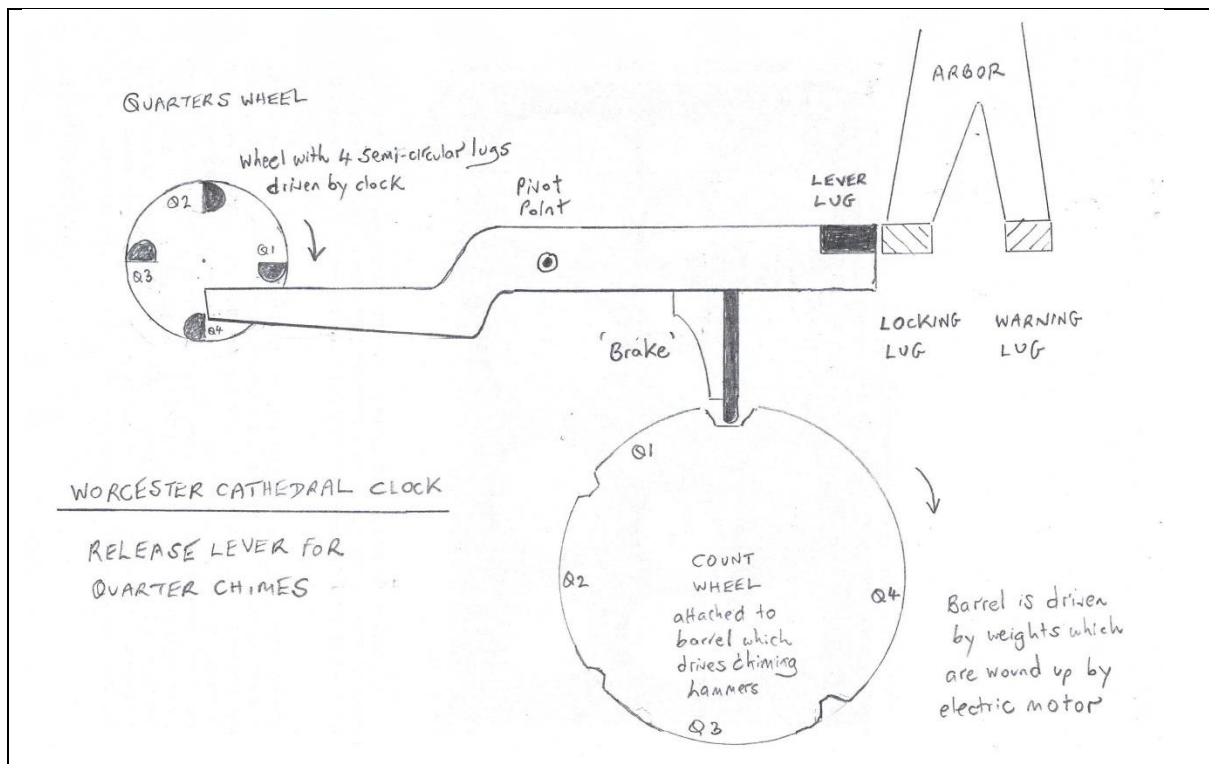 QUARTERS WHEEL
Wheel with 4 semi-circular lugs
driven by clock
Q2
Q1
Q3
Q4
Pivot
Point
LEVER
LUG
ARBOR
'Brake'
LOCKING
LUG
WARNING
LUG
WORCESTER CATHEDRAL CLOCK
RELEASE LEVER FOR
QUARTER CHIMES
Q1
Q2
Q3
Q4
COUNT
WHEEL
attached to
barrel which
drives chiming
hammers
Barrel is driven
by weights which
are wound up by
electric motor